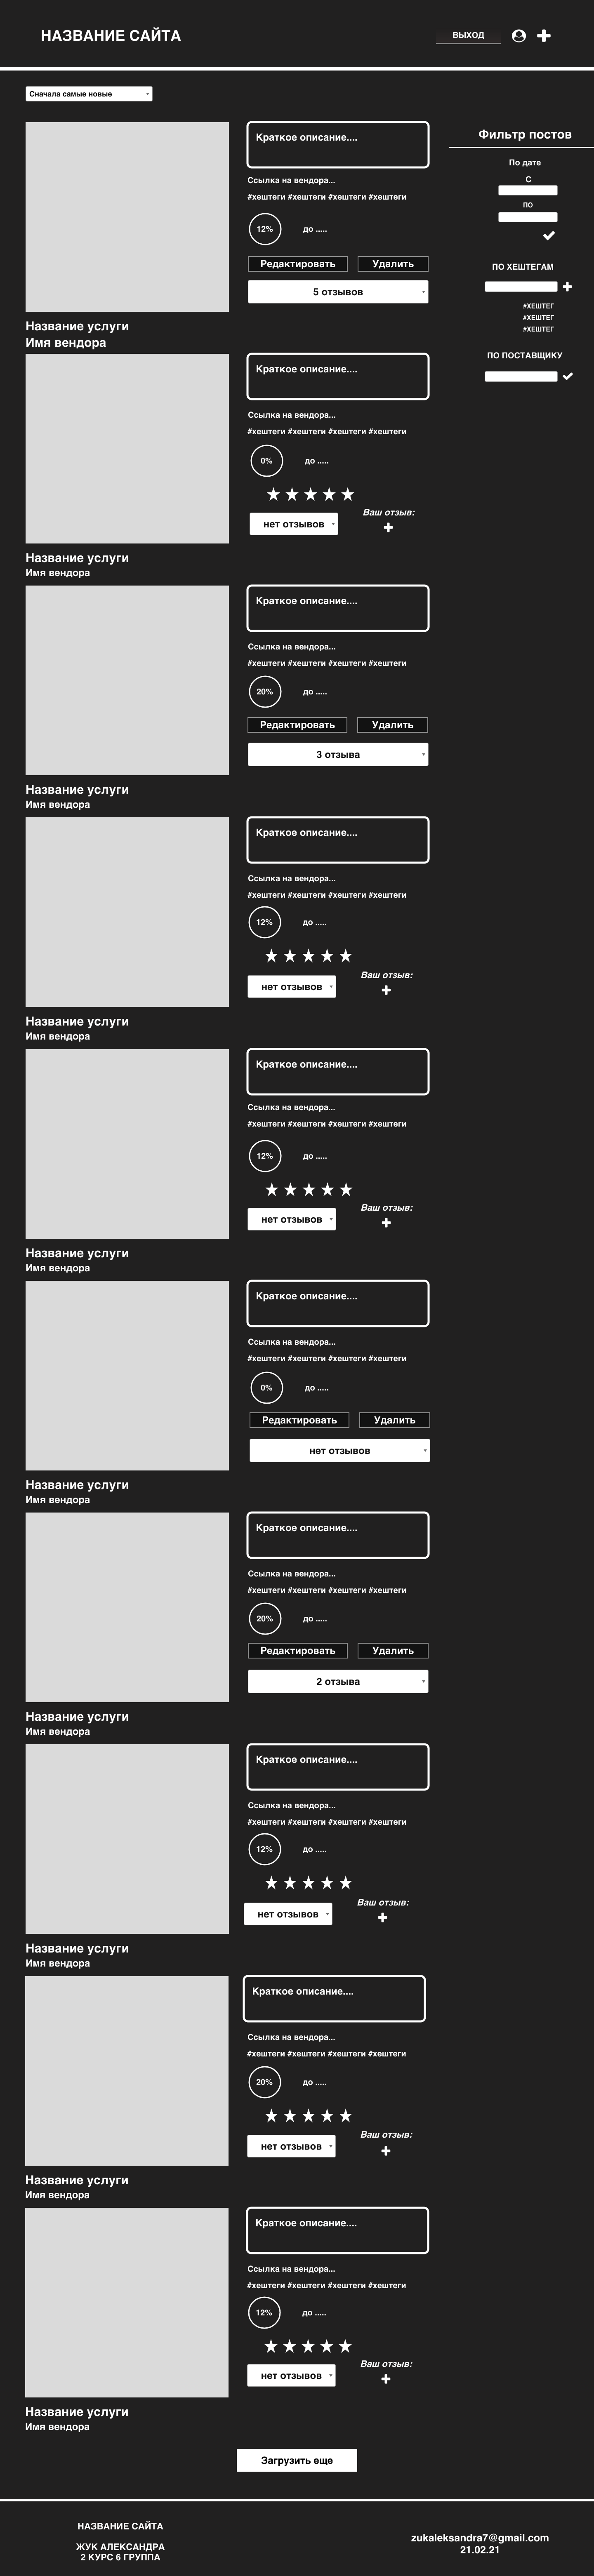 НАЗВАНИЕ САЙТА
ВЫХОД
Сначала самые новые
Фильтр постов
По дате
С
ПО
ПО ХЕШТЕГАМ
#ХЕШТЕГ
#ХЕШТЕГ
#ХЕШТЕГ
ПО ПОСТАВЩИКУ
Краткое описание....
Ссылка на вендора...
#хештеги #хештеги #хештеги #хештеги
12%
до .....
Редактировать
Удалить
5 отзывов
Название услуги
Имя вендора
Краткое описание....
Ссылка на вендора...
#хештеги #хештеги #хештеги #хештеги
0%
до .....
Ваш отзыв:
нет отзывов
Название услуги
Имя вендора
Краткое описание....
Ссылка на вендора...
#хештеги #хештеги #хештеги #хештеги
20%
до .....
Редактировать
Удалить
3 отзыва
Название услуги
Имя вендора
Краткое описание....
Ссылка на вендора...
#хештеги #хештеги #хештеги #хештеги
12%
до .....
Ваш отзыв:
нет отзывов
Название услуги
Имя вендора
Краткое описание....
Ссылка на вендора...
#хештеги #хештеги #хештеги #хештеги
12%
до .....
Ваш отзыв:
нет отзывов
Название услуги
Имя вендора
Краткое описание....
Ссылка на вендора...
#хештеги #хештеги #хештеги #хештеги
0%
до .....
Редактировать
Удалить
нет отзывов
Название услуги
Имя вендора
Краткое описание....
Ссылка на вендора...
#хештеги #хештеги #хештеги #хештеги
20%
до .....
Редактировать
Удалить
2 отзыва
Название услуги
Имя вендора
Краткое описание....
Ссылка на вендора...
#хештеги #хештеги #хештеги #хештеги
12%
до .....
Ваш отзыв:
нет отзывов
Название услуги
Имя вендора
Краткое описание....
Ссылка на вендора...
#хештеги #хештеги #хештеги #хештеги
20%
до .....
Ваш отзыв:
нет отзывов
Название услуги
Имя вендора
Краткое описание....
Ссылка на вендора...
#хештеги #хештеги #хештеги #хештеги
12%
до .....
Ваш отзыв:
нет отзывов
Название услуги
Имя вендора
Загрузить еще
НАЗВАНИЕ САЙТА
ЖУК АЛЕКСАНДРА
2 КУРС 6 ГРУППА
zukaleksandra7@gmail.com
21.02.21